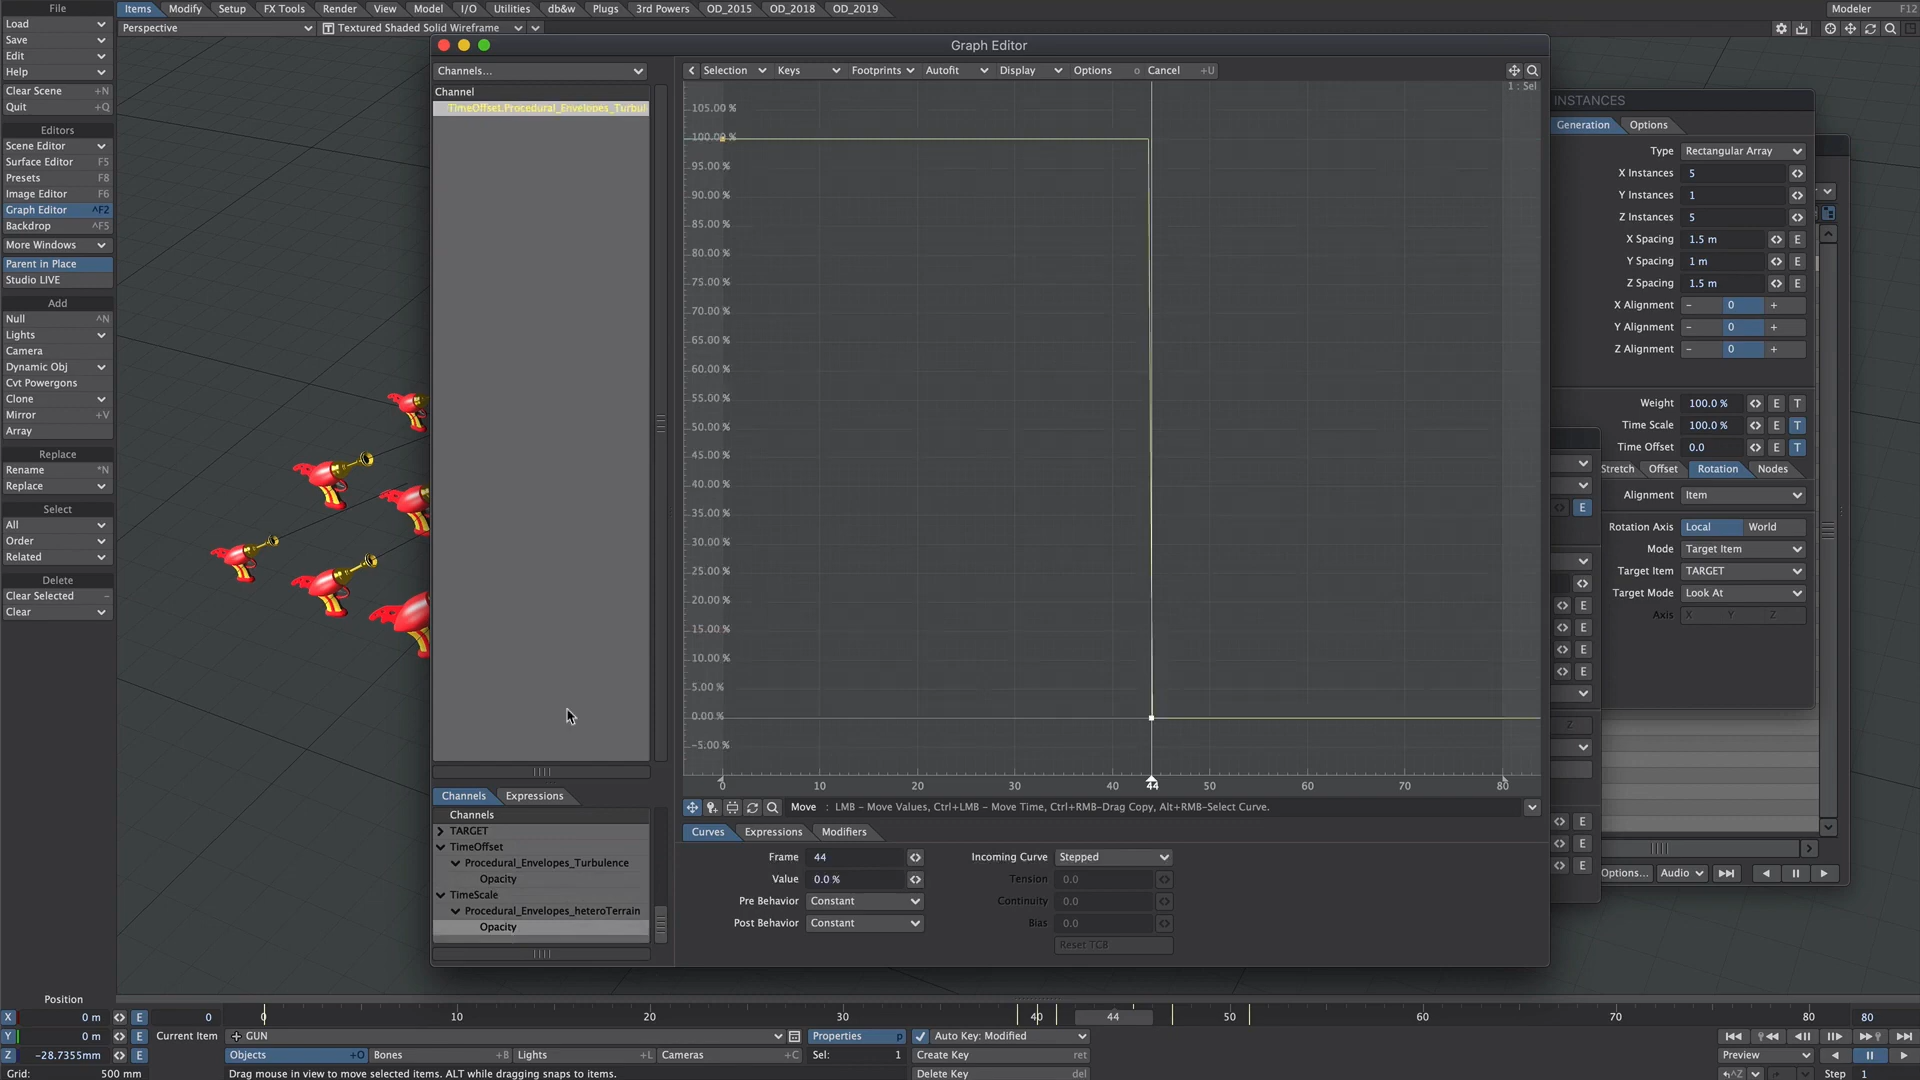 File
Items
Modify
Setup
FX Tools
Render
View
Model
I/O
Utilities
db&w
Plugs
3rd Powers
OD_2015
OD_2018
OD_2019
Modeler F12
Load
Save
Edit
Help
Clear Scene +N
Quit +Q
Editors
Scene Editor
Surface Editor F5
Presets F8
Image Editor F6
Graph Editor ^F2
Backdrop ^F5
More Windows
Parent in Place
Studio LIVE
Add
Null ^N
Lights
Camera
Dynamic Obj
Cvt Powergons
Clone
Mirror +V
Array
Replace
Rename *N
Replace
Select
All
Order
Related
Delete
Clear Selected –
Clear
Perspective
Textured Shaded Solid Wireframe
Graph Editor
Channels...
Channel
TimeOffset.Procedural_Envelopes_Turbul
Selection
Keys
Footprints
Autofit
Display
Options o
Cancel +U
1 : Sel
105.00 %
100.00 %
95.00 %
90.00 %
85.00 %
80.00 %
75.00 %
70.00 %
65.00 %
60.00 %
55.00 %
50.00 %
45.00 %
40.00 %
35.00 %
30.00 %
25.00 %
20.00 %
15.00 %
10.00 %
5.00 %
0.00 %
-5.00 %
0 10 20 30 40 44 50 60 70 80
Move : LMB – Move Values, Ctrl+LMB – Move Time, Ctrl+RMB-Drag Copy, Alt+RMB-Select Curve.
Channels
Expressions
Channels
TARGET
TimeOffset
Procedural_Envelopes_Turbulence
Opacity
TimeScale
Procedural_Envelopes_heteroTerrain
Opacity
Curves
Expressions
Modifiers
Frame 44
Value 0.0 %
Pre Behavior Constant
Post Behavior Constant
Incoming Curve Stepped
Tension 0.0
Continuity 0.0
Bias 0.0
Reset TCB
INSTANCES
Generation
Options
Type Rectangular Array
X Instances 5
Y Instances 1
Z Instances 5
X Spacing 1.5 m E
Y Spacing 1 m E
Z Spacing 1.5 m E
X Alignment – 0 +
Y Alignment – 0 +
Z Alignment – 0 +
Weight 100.0 % E T
Time Scale 100.0 % E T
Time Offset 0.0 E T
Stretch
Offset
Rotation
Nodes
Alignment Item
Rotation Axis Local World
Mode Target Item
Target Item TARGET
Target Mode Look At
Axis X Y Z
E
E
E
E
E
Z
E
E
E
Options...
Audio
Position
X 0 m E
Y 0 m E
Z -28.7355mm E
Grid: 500 mm
0
0 10 20 30 40 44 50 60 70 80
80
Current Item GUN
Properties p
Auto Key: Modified
Objects +O
Bones +B
Lights +L
Cameras +C
Sel: 1
Create Key ret
Delete Key del
Drag mouse in view to move selected items. ALT while dragging snaps to items.
Preview
^Z
Step 1